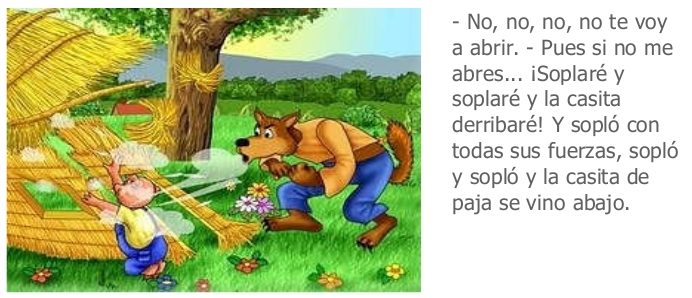 - No, no, no, no te voy
a abrir. - Pues si no me
abres... ¡Soplaré y
soplaré y la casita
derribaré! Y sopló con
todas sus fuerzas, sopló
y sopló y la casita de
paja se vino abajo.